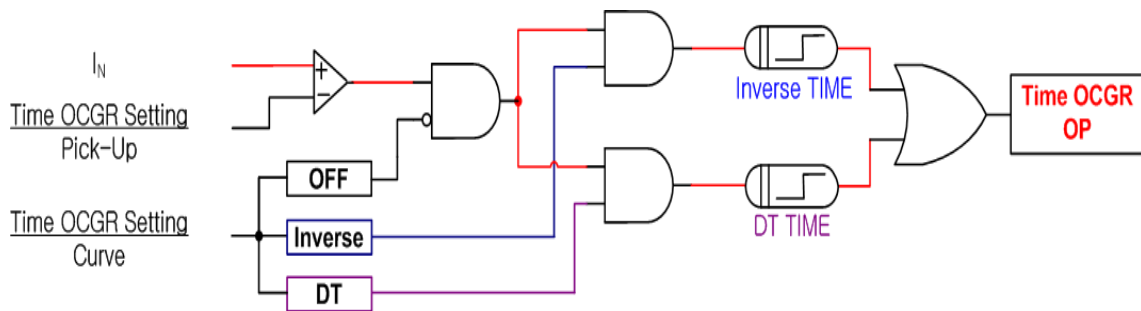 I_N
Time OCGR Setting
Pick-Up
+
−
OFF
Time OCGR Setting
Curve
Inverse
DT
Inverse TIME
DT TIME
Time OCGR
OP